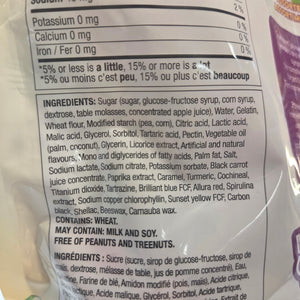 2%
Potassium 0 mg 0%
Calcium 0 mg 0%
Iron / Fer 0 mg 0%
*5% or less is a little, 15% or more is a lot
*5% ou moins c'est peu, 15% ou plus c'est beaucoup
INGREDIENTS: Sugar (sugar, glucose-fructose syrup, corn syrup,
dextrose, table molasses, concentrated apple juice), Water, Gelatin,
Wheat flour, Modified starch (pea, corn), Citric acid, Lactic acid,
Malic acid, Glycerol, Sorbitol, Tartaric acid, Pectin, Vegetable oil
(palm, coconut), Glycerin, Licorice extract, Artificial and natural
flavours, Mono and diglycerides of fatty acids, Palm fat, Salt,
Sodium lactate, Sodium citrate, Potassium sorbate, Black carrot
juice concentrate, Paprika extract, Caramel, Turmeric, Cochineal,
Titanium dioxide, Tartrazine, Brilliant blue FCF, Allura red, Spirulina
extract, Sodium copper chlorophyllin, Sunset yellow FCF, Carbon
black, Shellac, Beeswax, Carnauba wax.
CONTAINS: WHEAT.
MAY CONTAIN: MILK AND SOY.
FREE OF PEANUTS AND TREENUTS.
INGRÉDIENTS : Sucre (sucre, sirop de glucose-fructose, sirop de
maïs, dextrose, mélasse de table, jus de pomme concentré), Eau,
Farine de blé, Amidon modifié (pois, maïs), Acide citrique,
lactique, Acide malique, Glycérol, Sorbitol, Acide tartrique,